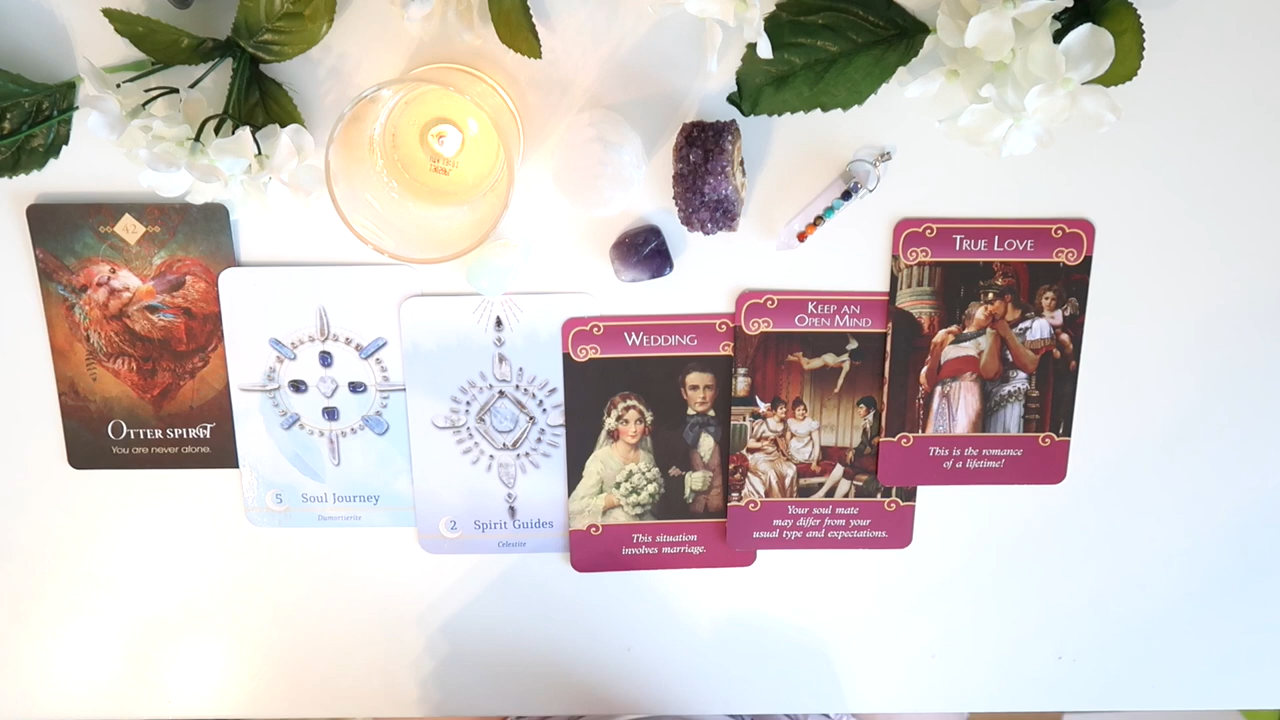 42
OTTER SPIRIT
You are never alone.
5 Soul Journey
Dumortierite
2 Spirit Guides
Celestite
WEDDING
This situation
involves marriage.
KEEP AN
OPEN MIND
Your soul mate
may differ from your
usual type and expectations.
TRUE LOVE
This is the romance
of a lifetime!